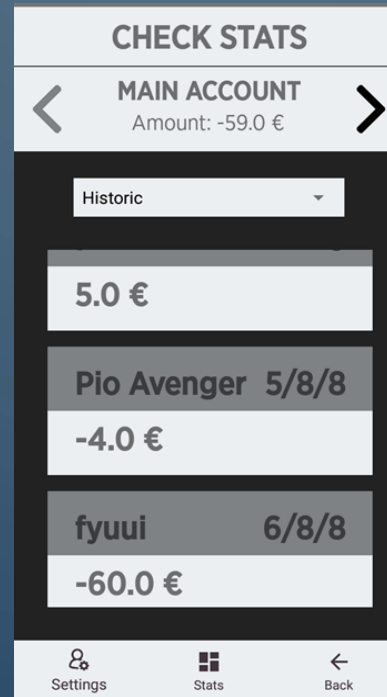 CHECK STATS
MAIN ACCOUNT
Amount: -59.0 €
Historic
5.0 €
Pio Avenger 5/8/8
-4.0 €
fyuui 6/8/8
-60.0 €
Settings Stats Back